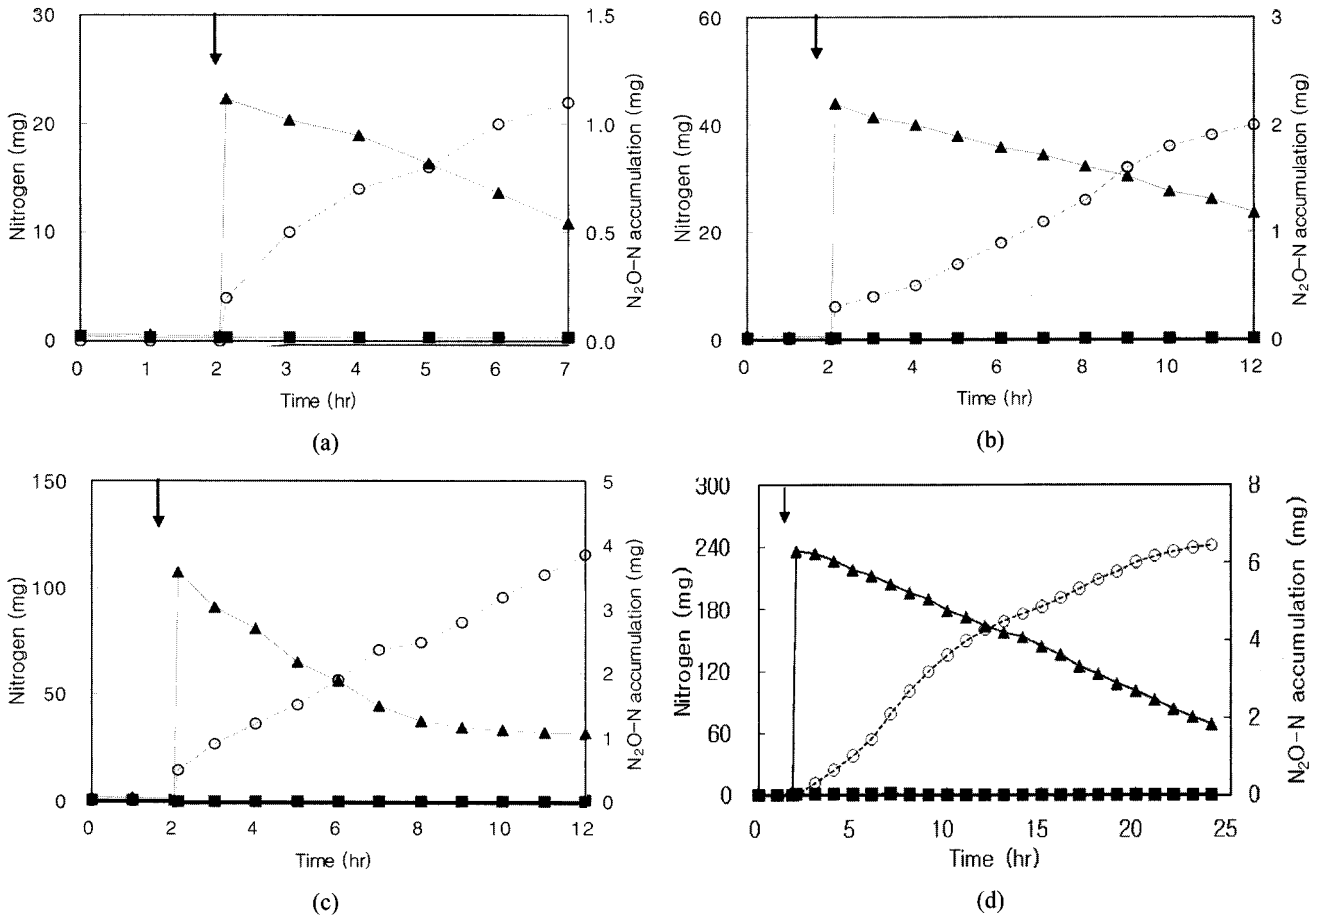 30
20
10
0
Nitrogen (mg)
1.5
1.0
0.5
0.0
N₂O−N accumulation (mg)
0 1 2 3 4 5 6 7
Time (hr)
(a)
60
40
20
0
Nitrogen (mg)
3
2
1
0
N₂O−N accumulation (mg)
0 2 4 6 8 10 12
Time (hr)
(b)
150
100
50
0
Nitrogen (mg)
5
4
3
2
1
0
N₂O−N accumulation (mg)
0 2 4 6 8 10 12
Time (hr)
(c)
300
240
180
120
60
0
Nitrogen (mg)
8
6
4
2
0
N₂O−N accumulation (mg)
0 5 10 15 20 25
Time (hr)
(d)